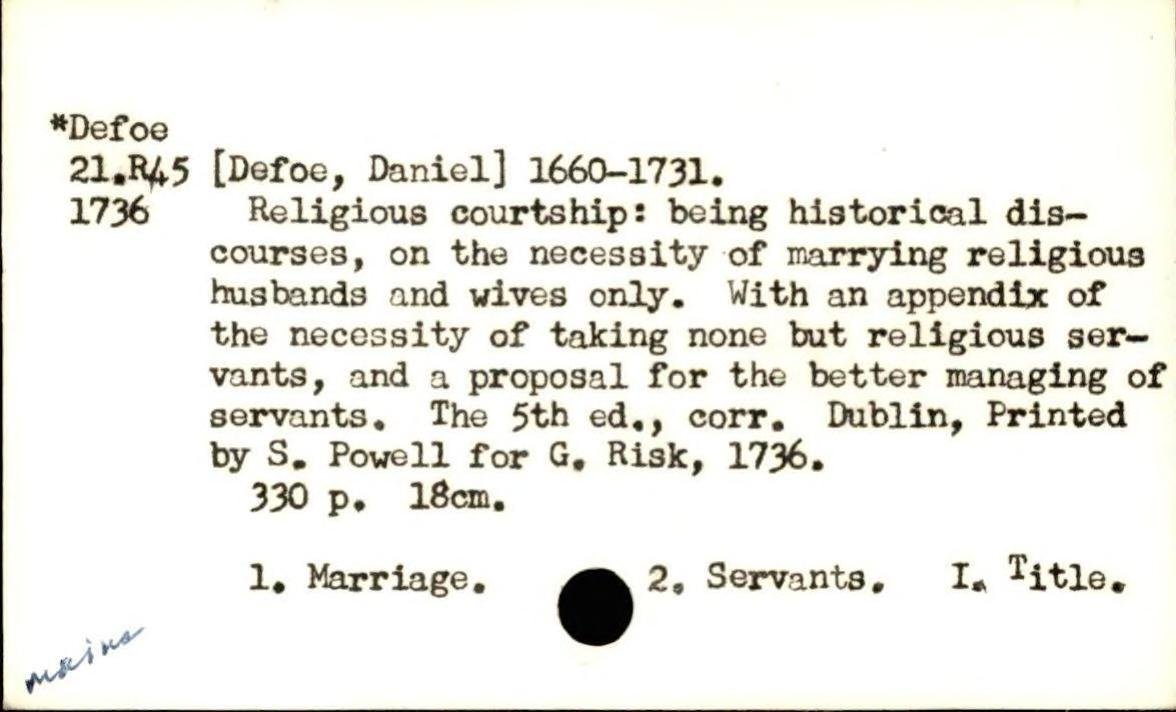 *Defoe
21.R45 [Defoe, Daniel] 1660-1731.
1736 Religious courtship: being historical dis-
courses, on the necessity of marrying religious
husbands and wives only. With an appendix of
the necessity of taking none but religious ser-
vants, and a proposal for the better managing of
servants. The 5th ed., corr. Dublin, Printed
by S. Powell for G. Risk, 1736.
330 p. 18cm.
1. Marriage. 2. Servants. I. Title.